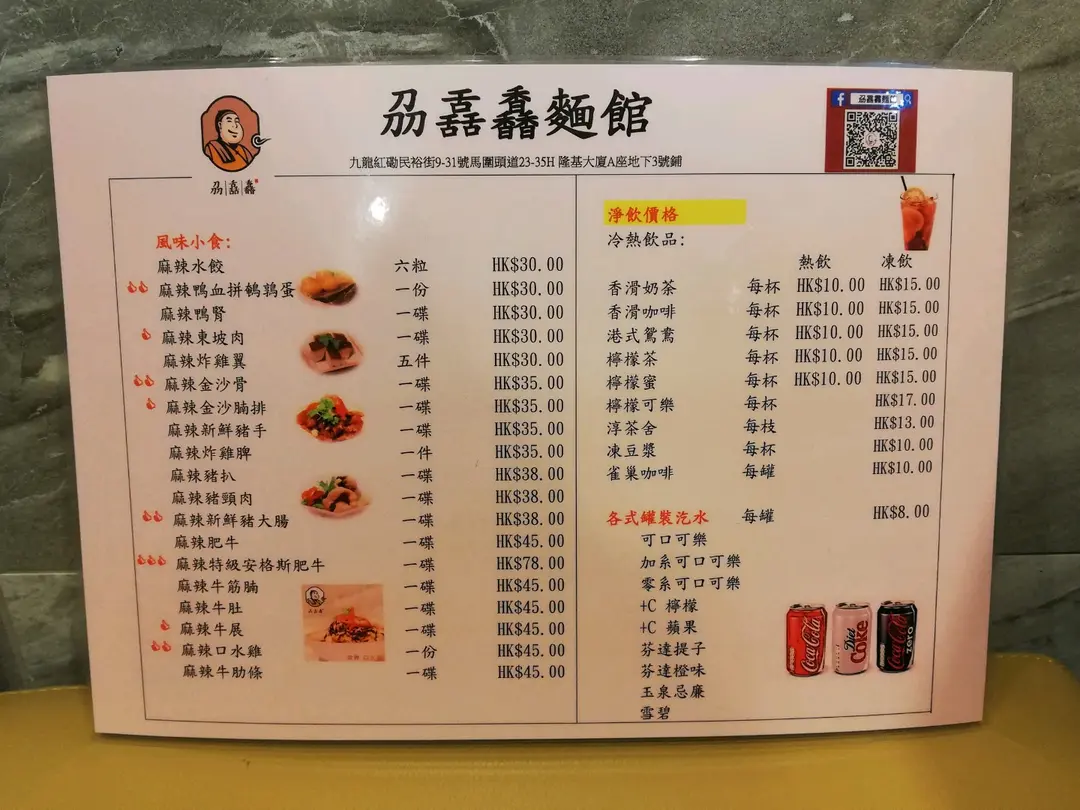 刕壵馫麵館
九龍紅磡民裕街9-31號馬圍頭道23-35H 隆基大廈A座地下3號鋪
風味小食:
麻辣水餃 六粒 HK$30.00
麻辣鴨血拼鵪鶉蛋 一份 HK$30.00
麻辣鴨腎 一碟 HK$30.00
麻辣東坡肉 一碟 HK$30.00
麻辣炸雞翼 五件 HK$30.00
麻辣金沙骨 一碟 HK$35.00
麻辣金沙腩排 一碟 HK$35.00
麻辣新鮮豬手 一碟 HK$35.00
麻辣炸雞脾 一件 HK$35.00
麻辣豬扒 一碟 HK$38.00
麻辣豬頸肉 一碟 HK$38.00
麻辣新鮮豬大腸 一碟 HK$38.00
麻辣肥牛 一碟 HK$45.00
麻辣特級安格斯肥牛 一碟 HK$78.00
麻辣牛筋腩 一碟 HK$45.00
麻辣牛肚 一碟 HK$45.00
麻辣牛展 一碟 HK$45.00
麻辣口水雞 一份 HK$45.00
麻辣牛肋條 一碟 HK$45.00
淨飲價格
冷熱飲品:
熱飲 凍飲
香滑奶茶 每杯 HK$10.00 HK$15.00
香滑咖啡 每杯 HK$10.00 HK$15.00
港式鴛鴦 每杯 HK$10.00 HK$15.00
檸檬茶 每杯 HK$10.00 HK$15.00
檸檬蜜 每杯 HK$10.00 HK$15.00
檸檬可樂 每杯 HK$17.00
淳茶舍 每枝 HK$13.00
凍豆漿 每杯 HK$10.00
雀巢咖啡 每罐 HK$10.00
各式罐裝汽水 每罐 HK$8.00
可口可樂
加系可口可樂
零系可口可樂
+C 檸檬
+C 蘋果
芬達提子
芬達橙味
玉泉忌廉
雪碧
Coca-Cola
Diet Coke
Coca-Cola zero